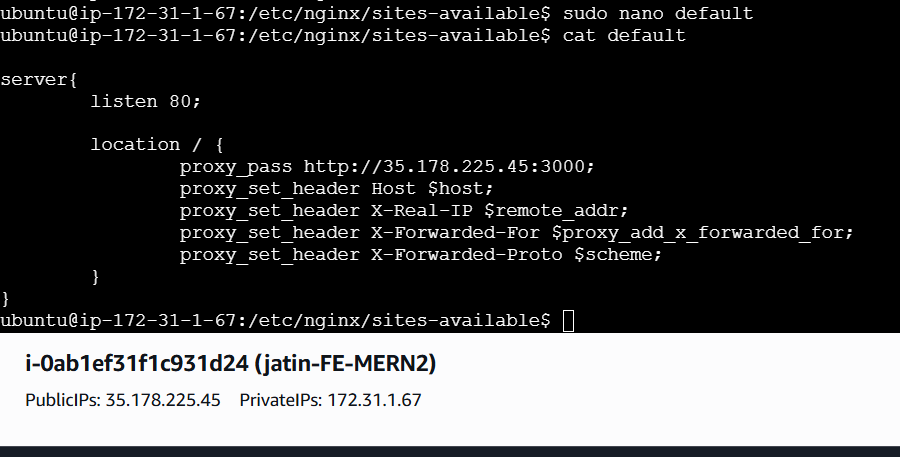 ubuntu@ip-172-31-1-67:/etc/nginx/sites-available$ sudo nano default
ubuntu@ip-172-31-1-67:/etc/nginx/sites-available$ cat default
server{
listen 80;
location / {
proxy_pass http://35.178.225.45:3000;
proxy_set_header Host $host;
proxy_set_header X-Real-IP $remote_addr;
proxy_set_header X-Forwarded-For $proxy_add_x_forwarded_for;
proxy_set_header X-Forwarded-Proto $scheme;
}
}
ubuntu@ip-172-31-1-67:/etc/nginx/sites-available$
i-0ab1ef31f1c931d24 (jatin-FE-MERN2)
PublicIPs: 35.178.225.45 PrivateIPs: 172.31.1.67